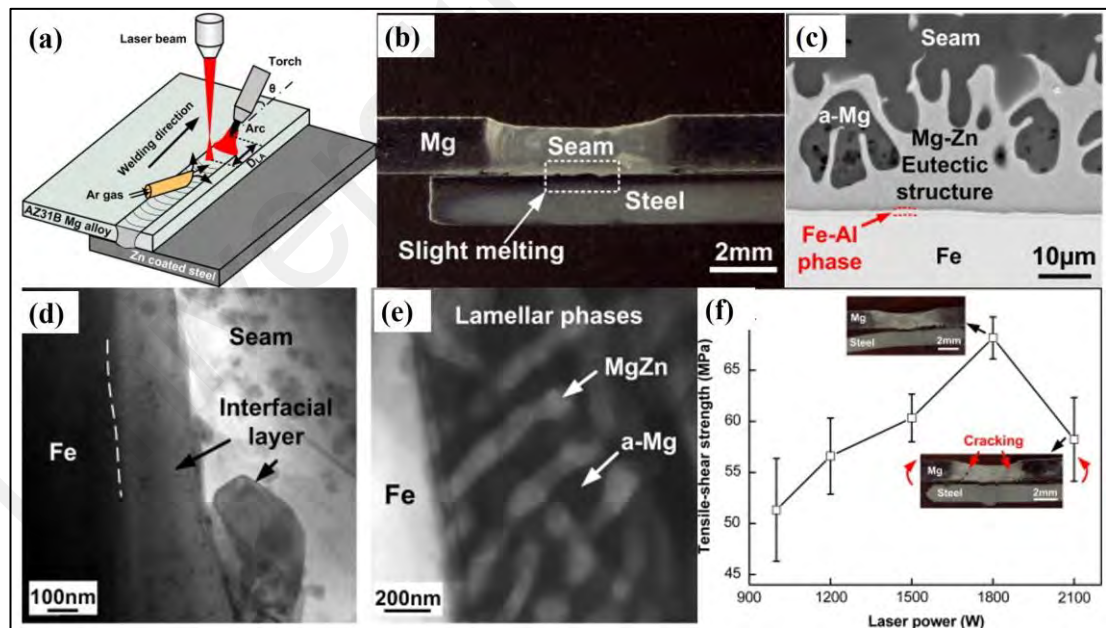 (a)
Laser beam
Torch
θ
Arc
Welding direction
D
Ar gas
AZ31B Mg alloy
Zn coated steel
(b)
Mg
Seam
Steel
Slight melting
2mm
(c)
Seam
a-Mg
Mg-Zn
Eutectic
structure
Fe-Al
phase
Fe
10μm
(d)
Seam
Interfacial
layer
Fe
100nm
(e)
Lamellar phases
MgZn
a-Mg
Fe
200nm
(f)
Tensile-shear strength (MPa)
65
60
55
50
45
900
1200
1500
1800
2100
Laser power (W)
Mg
Steel
2mm
Cracking
Mg
Steel
2mm